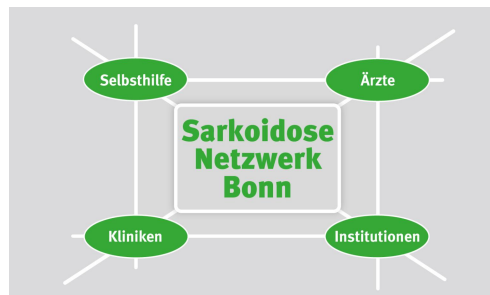 Selbsthilfe
Ärzte
Sarkoidose
Netzwerk
Bonn
Kliniken
Institutionen